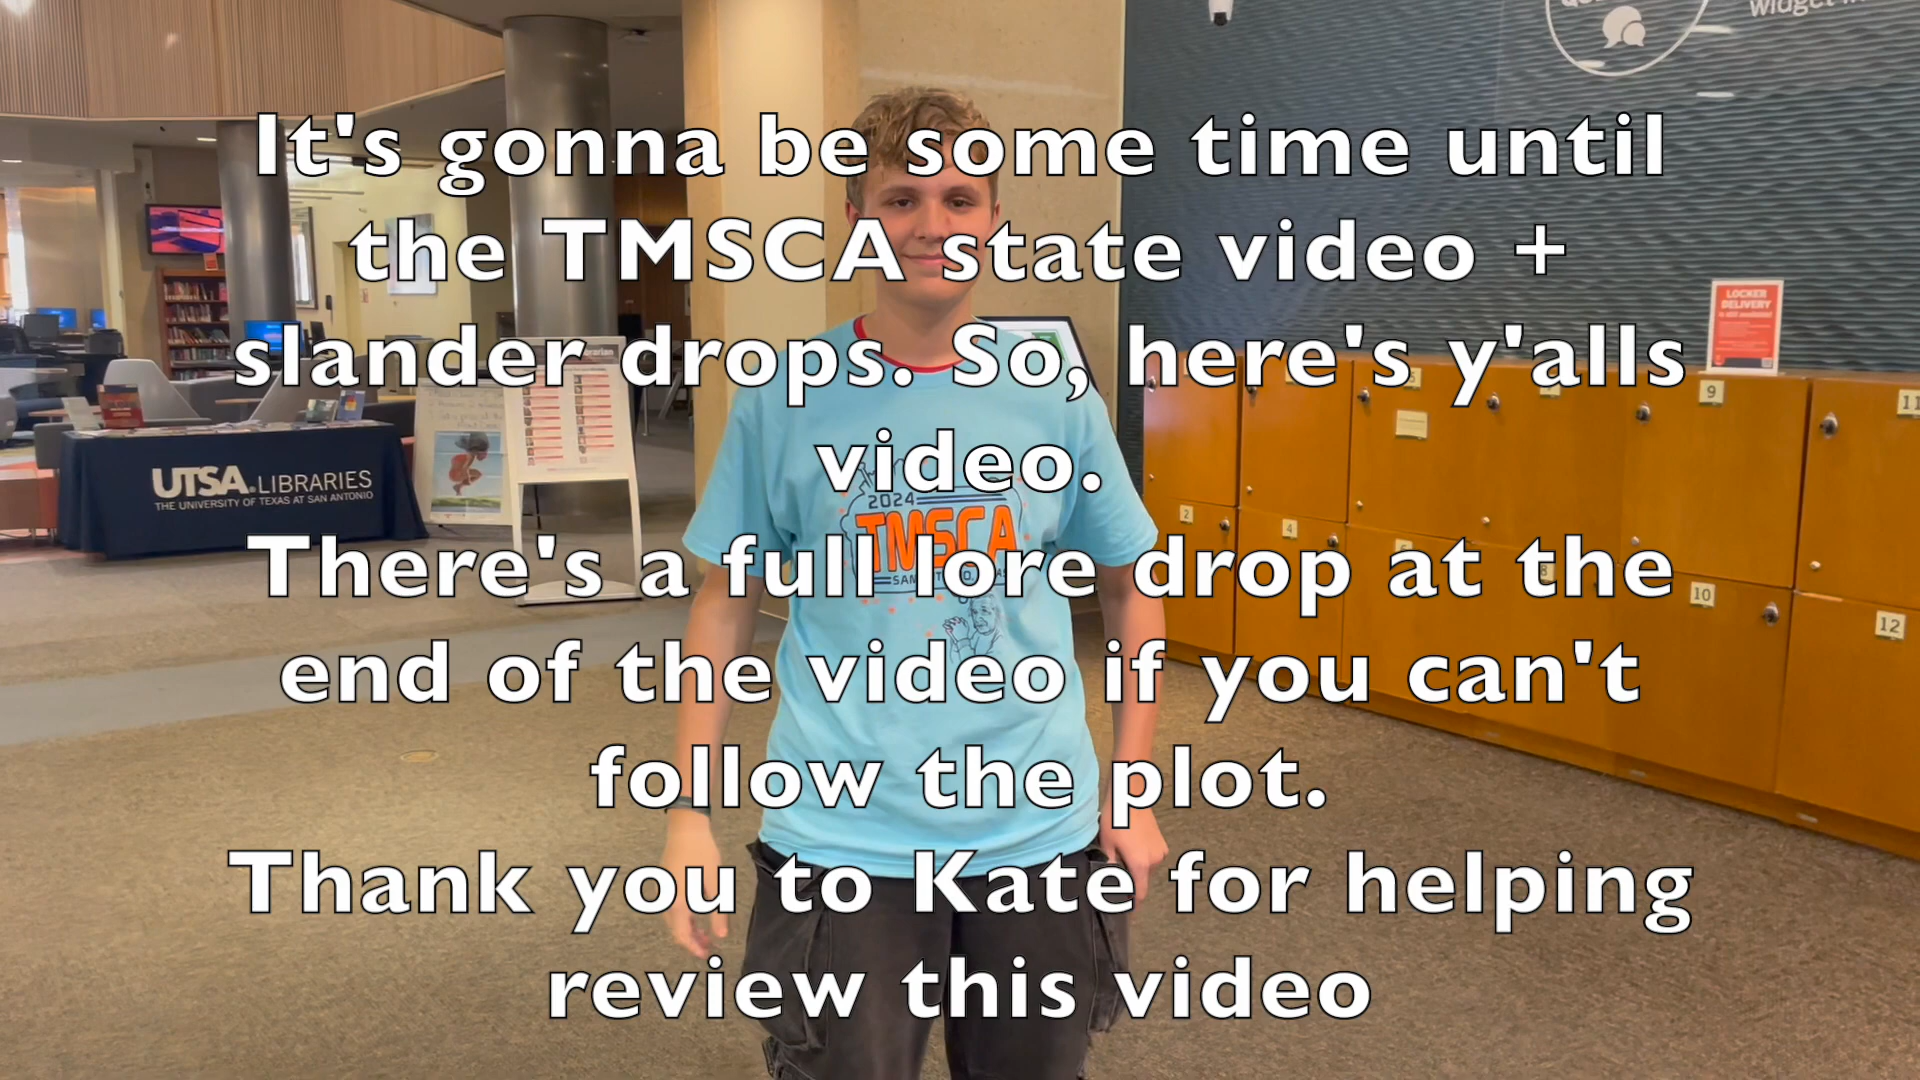 It's gonna be some time until
the TMSCA state video +
slander drops. So, here's y'alls
video.
There's a full lore drop at the
end of the video if you can't
follow the plot.
Thank you to Kate for helping
review this video
UTSA LIBRARIES
THE UNIVERSITY OF TEXAS AT SAN ANTONIO
2024
TMSCA
LOCKER
DELIVERY
9
11
2
4
8
10
12